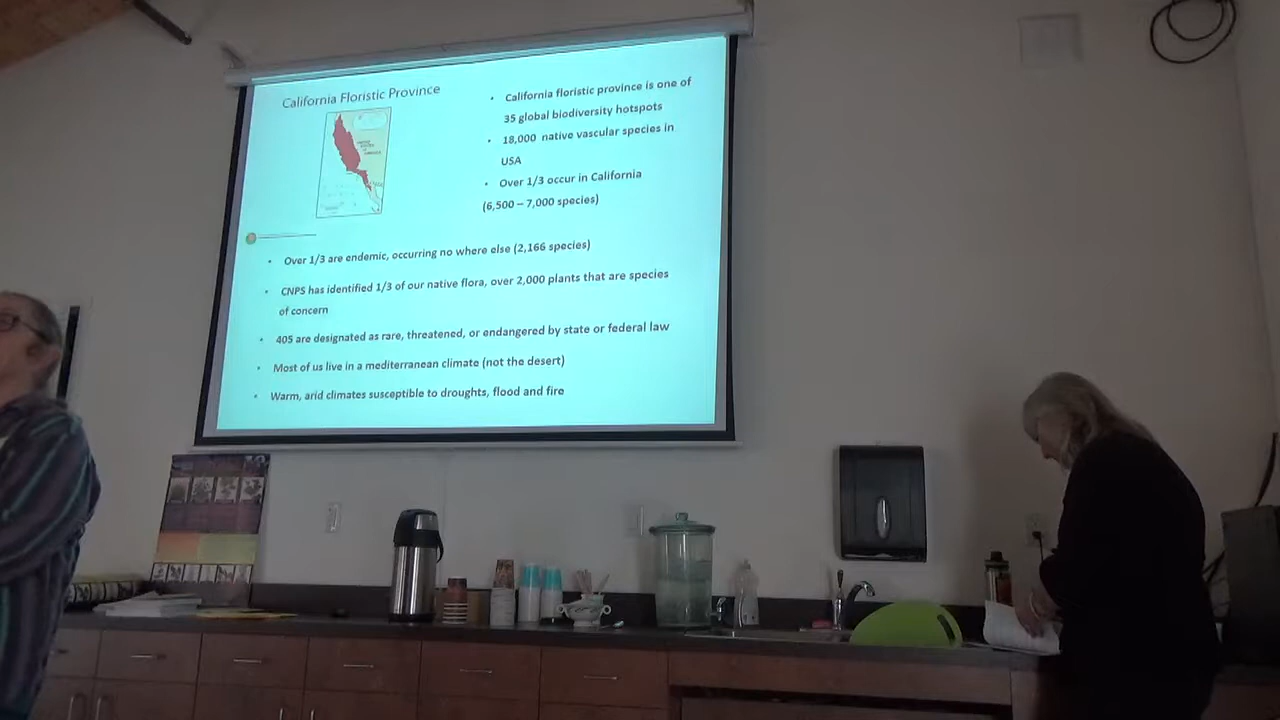 California Floristic Province
• California floristic province is one of
35 global biodiversity hotspots
• 18,000 native vascular species in
USA
• Over 1/3 occur in California
(6,500 – 7,000 species)
• Over 1/3 are endemic, occurring no where else (2,166 species)
• CNPS has identified 1/3 of our native flora, over 2,000 plants that are species
of concern
• 405 are designated as rare, threatened, or endangered by state or federal law
• Most of us live in a mediterranean climate (not the desert)
• Warm, arid climates susceptible to droughts, flood and fire